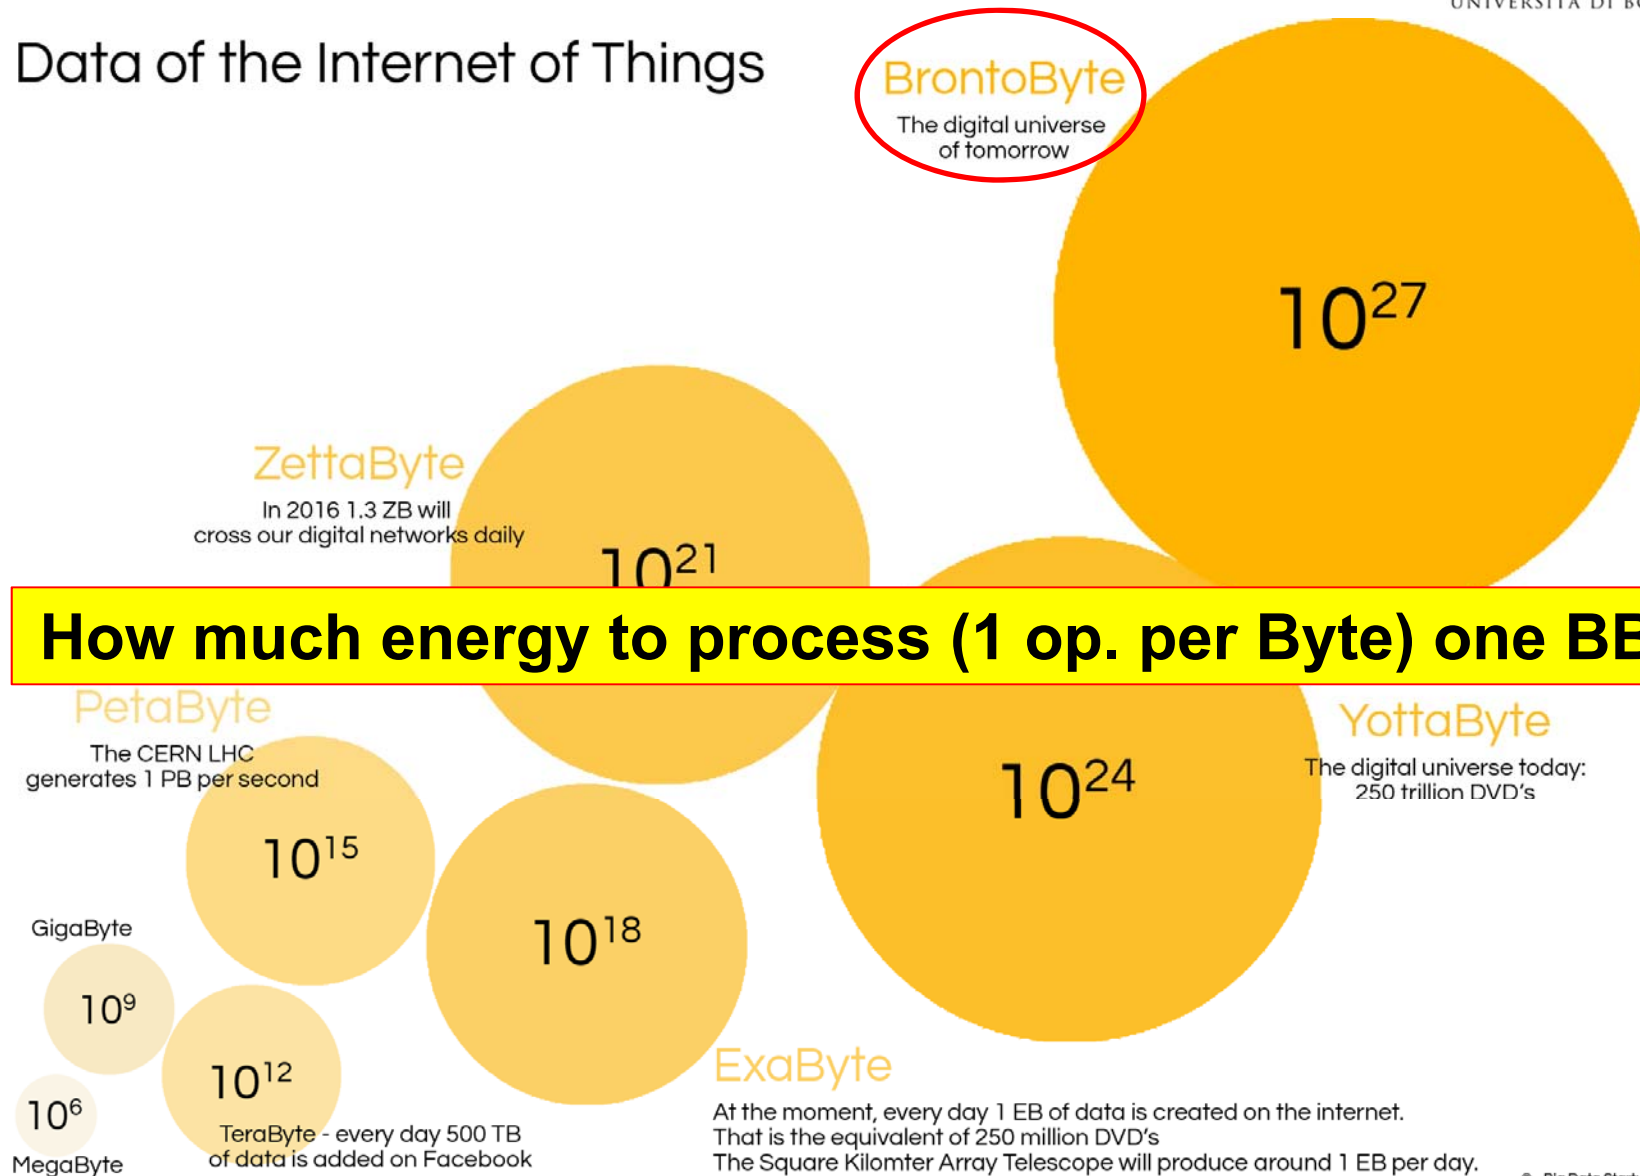 Data of the Internet of Things
BrontoByte
The digital universe
of tomorrow
10²⁷
ZettaByte
In 2016 1.3 ZB will
cross our digital networks daily
10²¹
How much energy to process (1 op. per Byte) one
PetaByte
The CERN LHC
generates 1 PB per second
10¹⁵
YottaByte
The digital universe today:
250 trillion DVD's
10²⁴
10¹⁸
GigaByte
10⁹
10¹²
TeraByte - every day 500 TB
of data is added on Facebook
10⁶
MegaByte
ExaByte
At the moment, every day 1 EB of data is created on the internet.
That is the equivalent of 250 million DVD's
The Square Kilomter Array Telescope will produce around 1 EB per day.